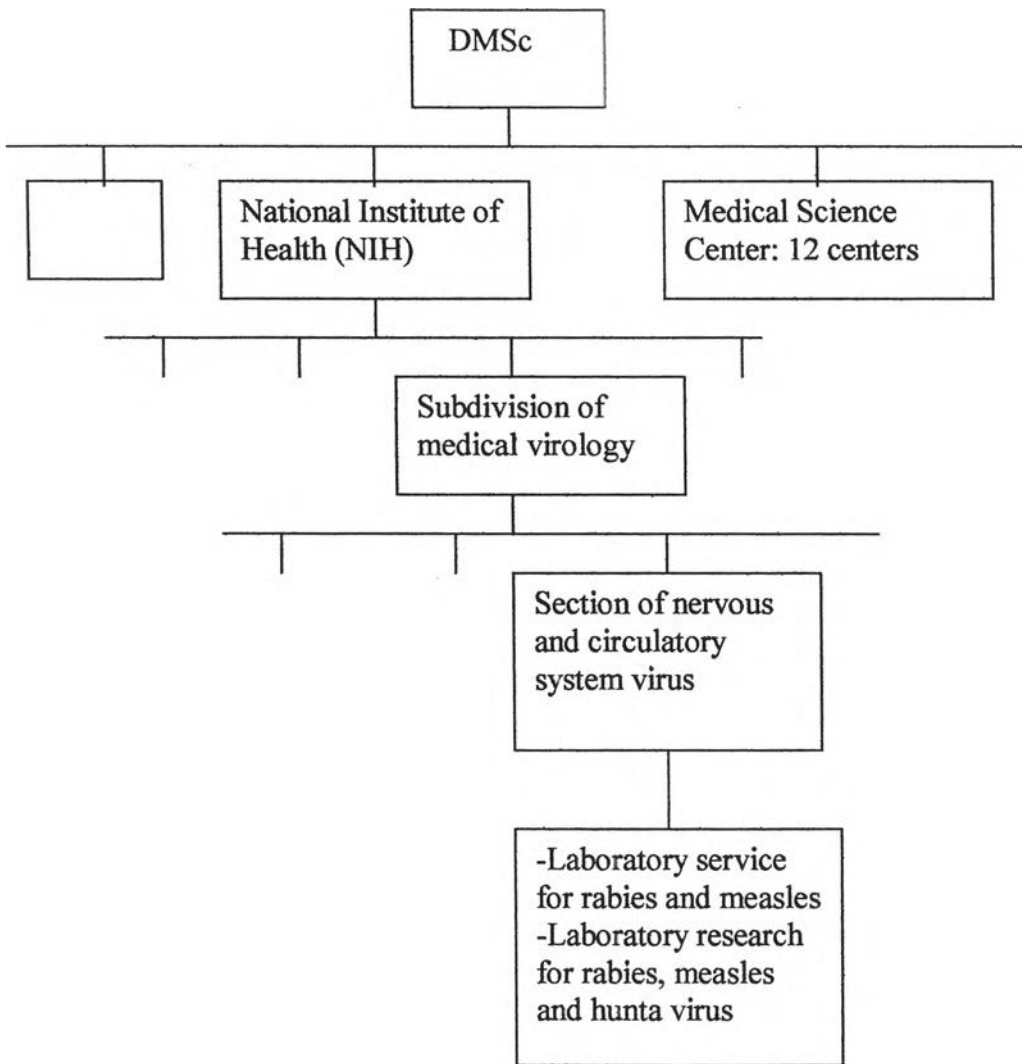 DMSc
National Institute of
Health (NIH)
Medical Science
Center: 12 centers
Subdivision of
medical virology
Section of nervous
and circulatory
system virus
-Laboratory service
for rabies and measles
-Laboratory research
for rabies, measles
and hunta virus